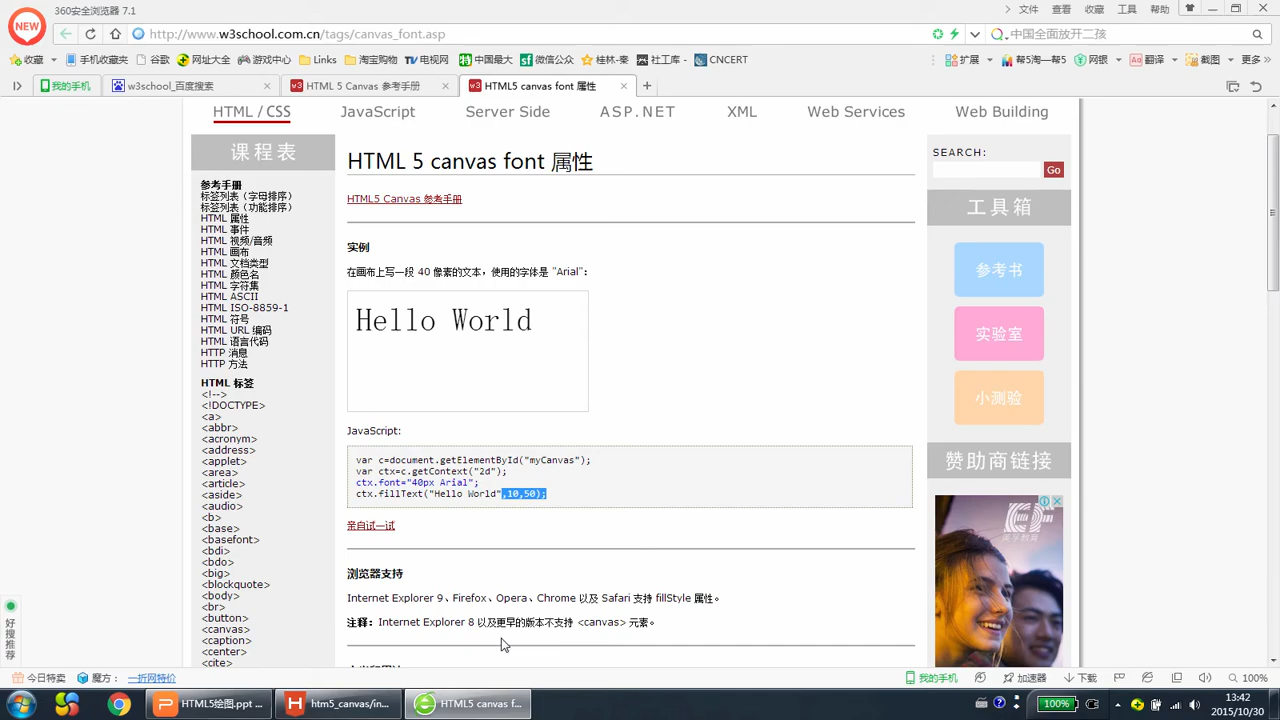 360安全浏览器 7.1
文件 查看 收藏 工具 帮助
NEW
http://www.w3school.com.cn/tags/canvas_font.asp
中国全面放开二孩
收藏 手机收藏夹 谷歌 网址大全 游戏中心 Links 淘宝购物 电视网 中国最大 微信公众 桂林-秦 社工库- CNCERT
扩展 帮5淘一帮5 网银 翻译 截图 更多 »
我的手机 w3school_百度搜索 HTML 5 Canvas 参考手册 HTML5 canvas font 属性
HTML / CSS JavaScript Server Side ASP.NET XML Web Services Web Building
课程表
参考手册
标签列表（字母排序）
标签列表（功能排序）
HTML 属性
HTML 事件
HTML 视频/音频
HTML 画布
HTML 文档类型
HTML 颜色名
HTML 字符集
HTML ASCII
HTML ISO-8859-1
HTML 符号
HTML URL 编码
HTML 语言代码
HTTP 消息
HTTP 方法
HTML 标签
<!-->
<!DOCTYPE>
<a>
<abbr>
<acronym>
<address>
<applet>
<area>
<article>
<aside>
<audio>
<b>
<base>
<basefont>
<bdi>
<bdo>
<big>
<blockquote>
<body>
<br>
<button>
<canvas>
<caption>
<center>
<cite>
HTML 5 canvas font 属性
HTML5 Canvas 参考手册
实例
在画布上写一段 40 像素的文本，使用的字体是 "Arial"：
Hello World
JavaScript:
var c=document.getElementById("myCanvas");
var ctx=c.getContext("2d");
ctx.font="40px Arial";
ctx.fillText("Hello World",10,50);
亲自试一试
浏览器支持
Internet Explorer 9、Firefox、Opera、Chrome 以及 Safari 支持 fillStyle 属性。
注释：Internet Explorer 8 以及更早的版本不支持 <canvas> 元素。
SEARCH:
Go
工具箱
参考书
实验室
小测验
赞助商链接
英孚教育
好搜推荐
今日特卖 魔方： 一折网特价
我的手机 加速器 下载 100%
HTML5绘图.ppt ... htm5_canvas/in... HTML5 canvas f...
100%
13:42
2015/10/30